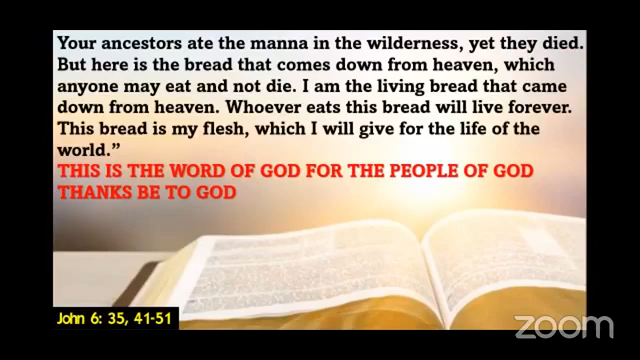 Your ancestors ate the manna in the wilderness, yet they died.
But here is the bread that comes down from heaven, which
anyone may eat and not die. I am the living bread that came
down from heaven. Whoever eats this bread will live forever.
This bread is my flesh, which I will give for the life of the
world.”
THIS IS THE WORD OF GOD FOR THE PEOPLE OF GOD
THANKS BE TO GOD
John 6: 35, 41-51
zoom